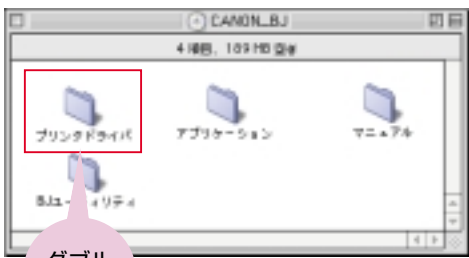 CANON_BJ
4 項目、189 MB 空き
プリンタドライバ
アプリケーション
マニュアル
BJユーティリティ
ダブル